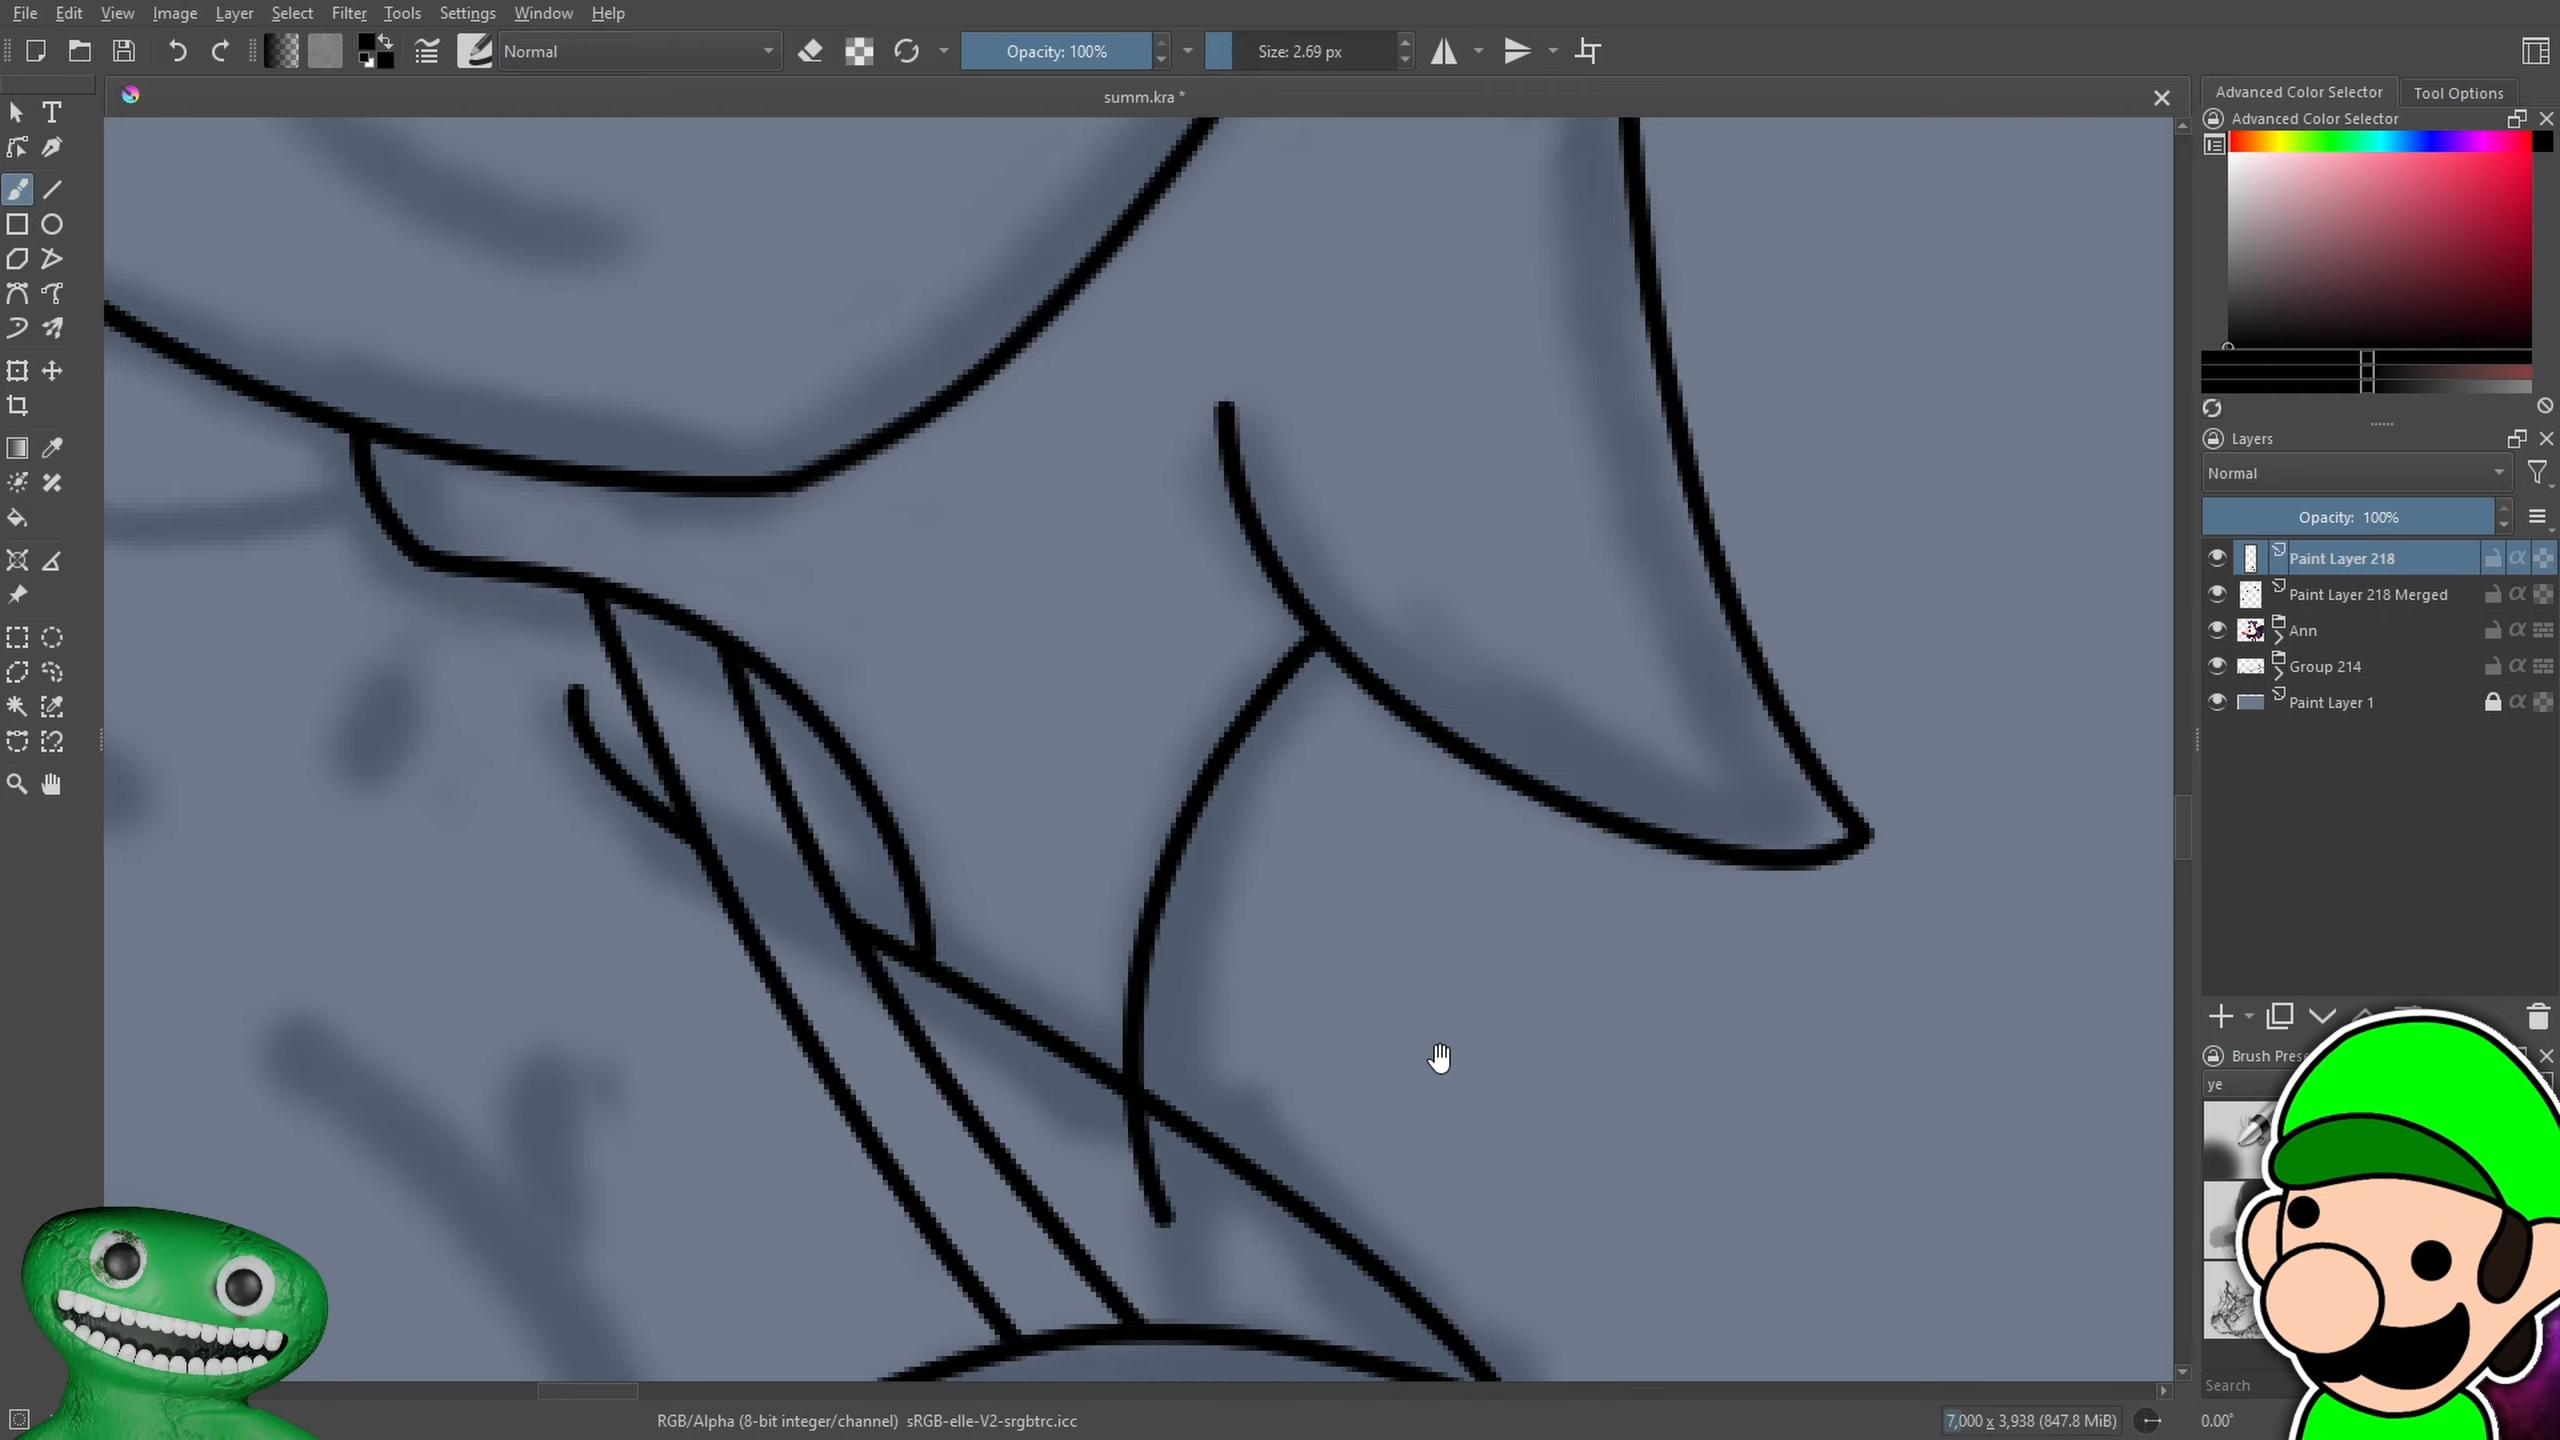 File Edit View Image Layer Select Filter Tools Settings Window Help
Normal Opacity: 100% Size: 2.69 px
summ.kra *
Advanced Color Selector Tool Options
Advanced Color Selector
Layers
Normal
Opacity: 100%
Paint Layer 218
Paint Layer 218 Merged
Ann
Group 214
Paint Layer 1
Brush Pres
ye
Search
RGB/Alpha (8-bit integer/channel) sRGB-elle-V2-srgbtrc.icc 7,000 x 3,938 (847.8 MiB) 0.00°